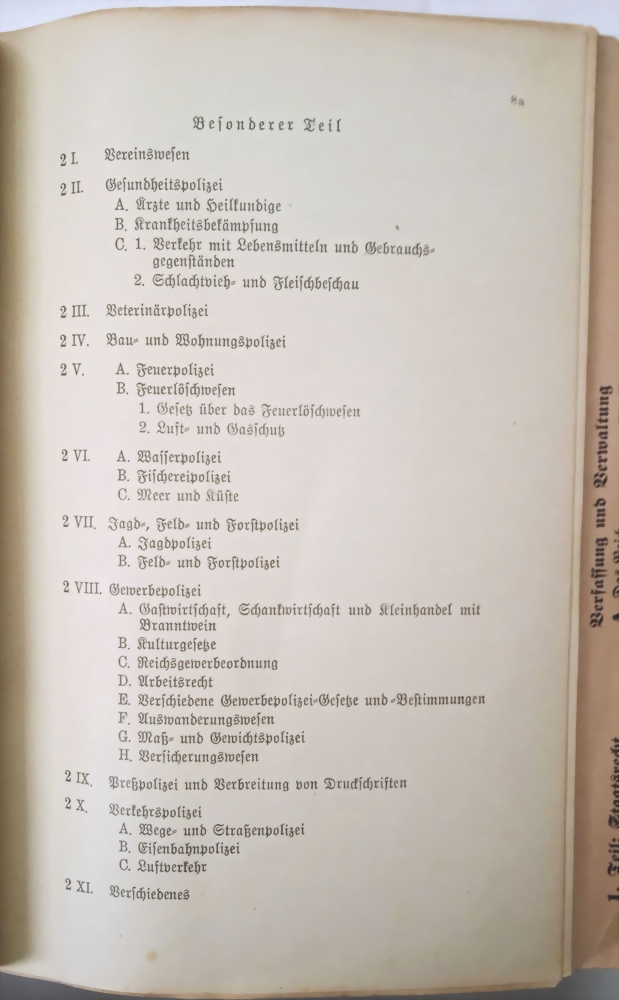 8a
Besonderer Teil
2 I. Vereinswesen
2 II. Gesundheitspolizei
A. Ärzte und Heilkundige
B. Krankheitsbekämpfung
C. 1. Verkehr mit Lebensmitteln und Gebrauchs-
gegenständen
2. Schlachtvieh- und Fleischbeschau
2 III. Veterinärpolizei
2 IV. Bau- und Wohnungspolizei
2 V. A. Feuerpolizei
B. Feuerlöschwesen
1. Gesetz über das Feuerlöschwesen
2. Luft- und Gasschutz
2 VI. A. Wasserpolizei
B. Fischereipolizei
C. Meer und Küste
2 VII. Jagd-, Feld- und Forstpolizei
A. Jagdpolizei
B. Feld- und Forstpolizei
2 VIII. Gewerbepolizei
A. Gastwirtschaft, Schankwirtschaft und Kleinhandel mit
Branntwein
B. Kulturgesetze
C. Reichsgewerbeordnung
D. Arbeitsrecht
E. Verschiedene Gewerbepolizei-Gesetze und -Bestimmungen
F. Auswanderungswesen
G. Maß- und Gewichtspolizei
H. Versicherungswesen
2 IX. Preßpolizei und Verbreitung von Druckschriften
2 X. Verkehrspolizei
A. Wege- und Straßenpolizei
B. Eisenbahnpolizei
C. Luftverkehr
2 XI. Verschiedenes
Verfassung und Verwaltung
1. Teil: Staatsrecht